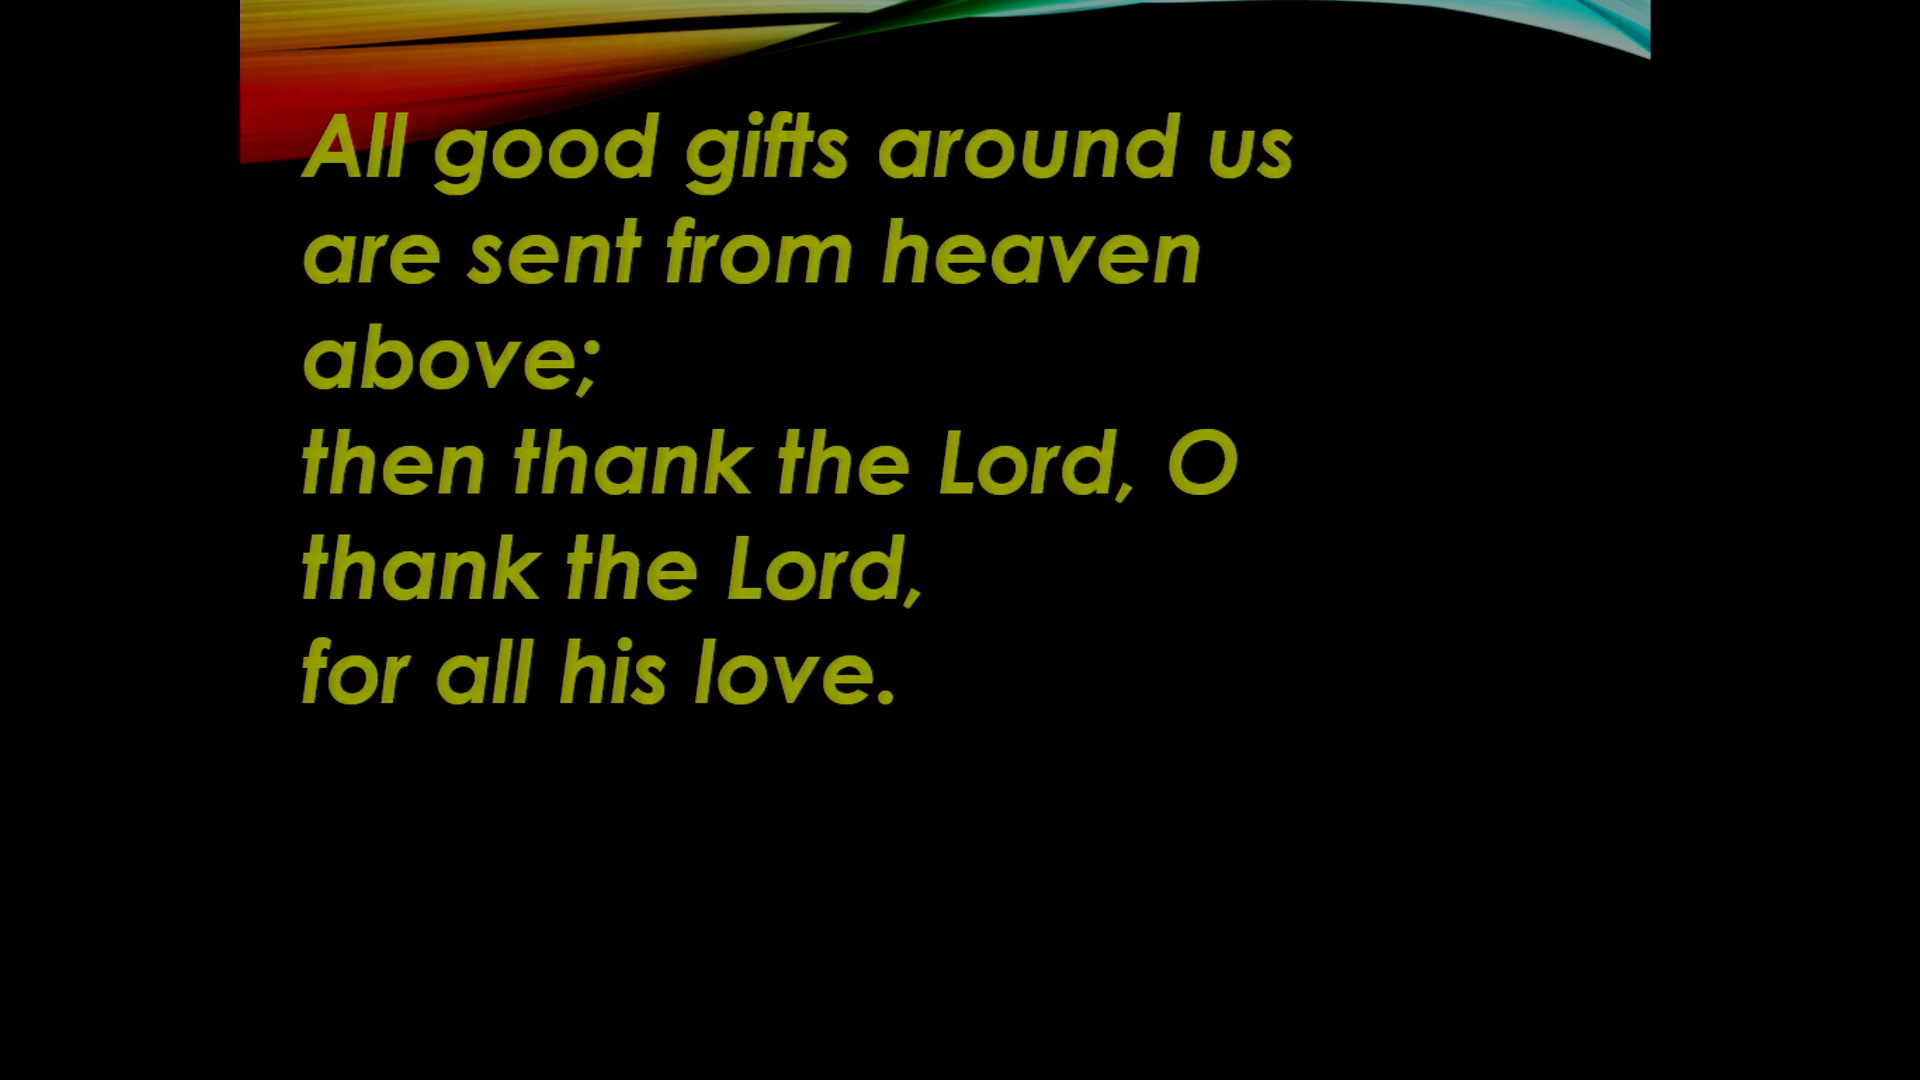 All good gifts around us
are sent from heaven
above;
then thank the Lord, O
thank the Lord,
for all his love.